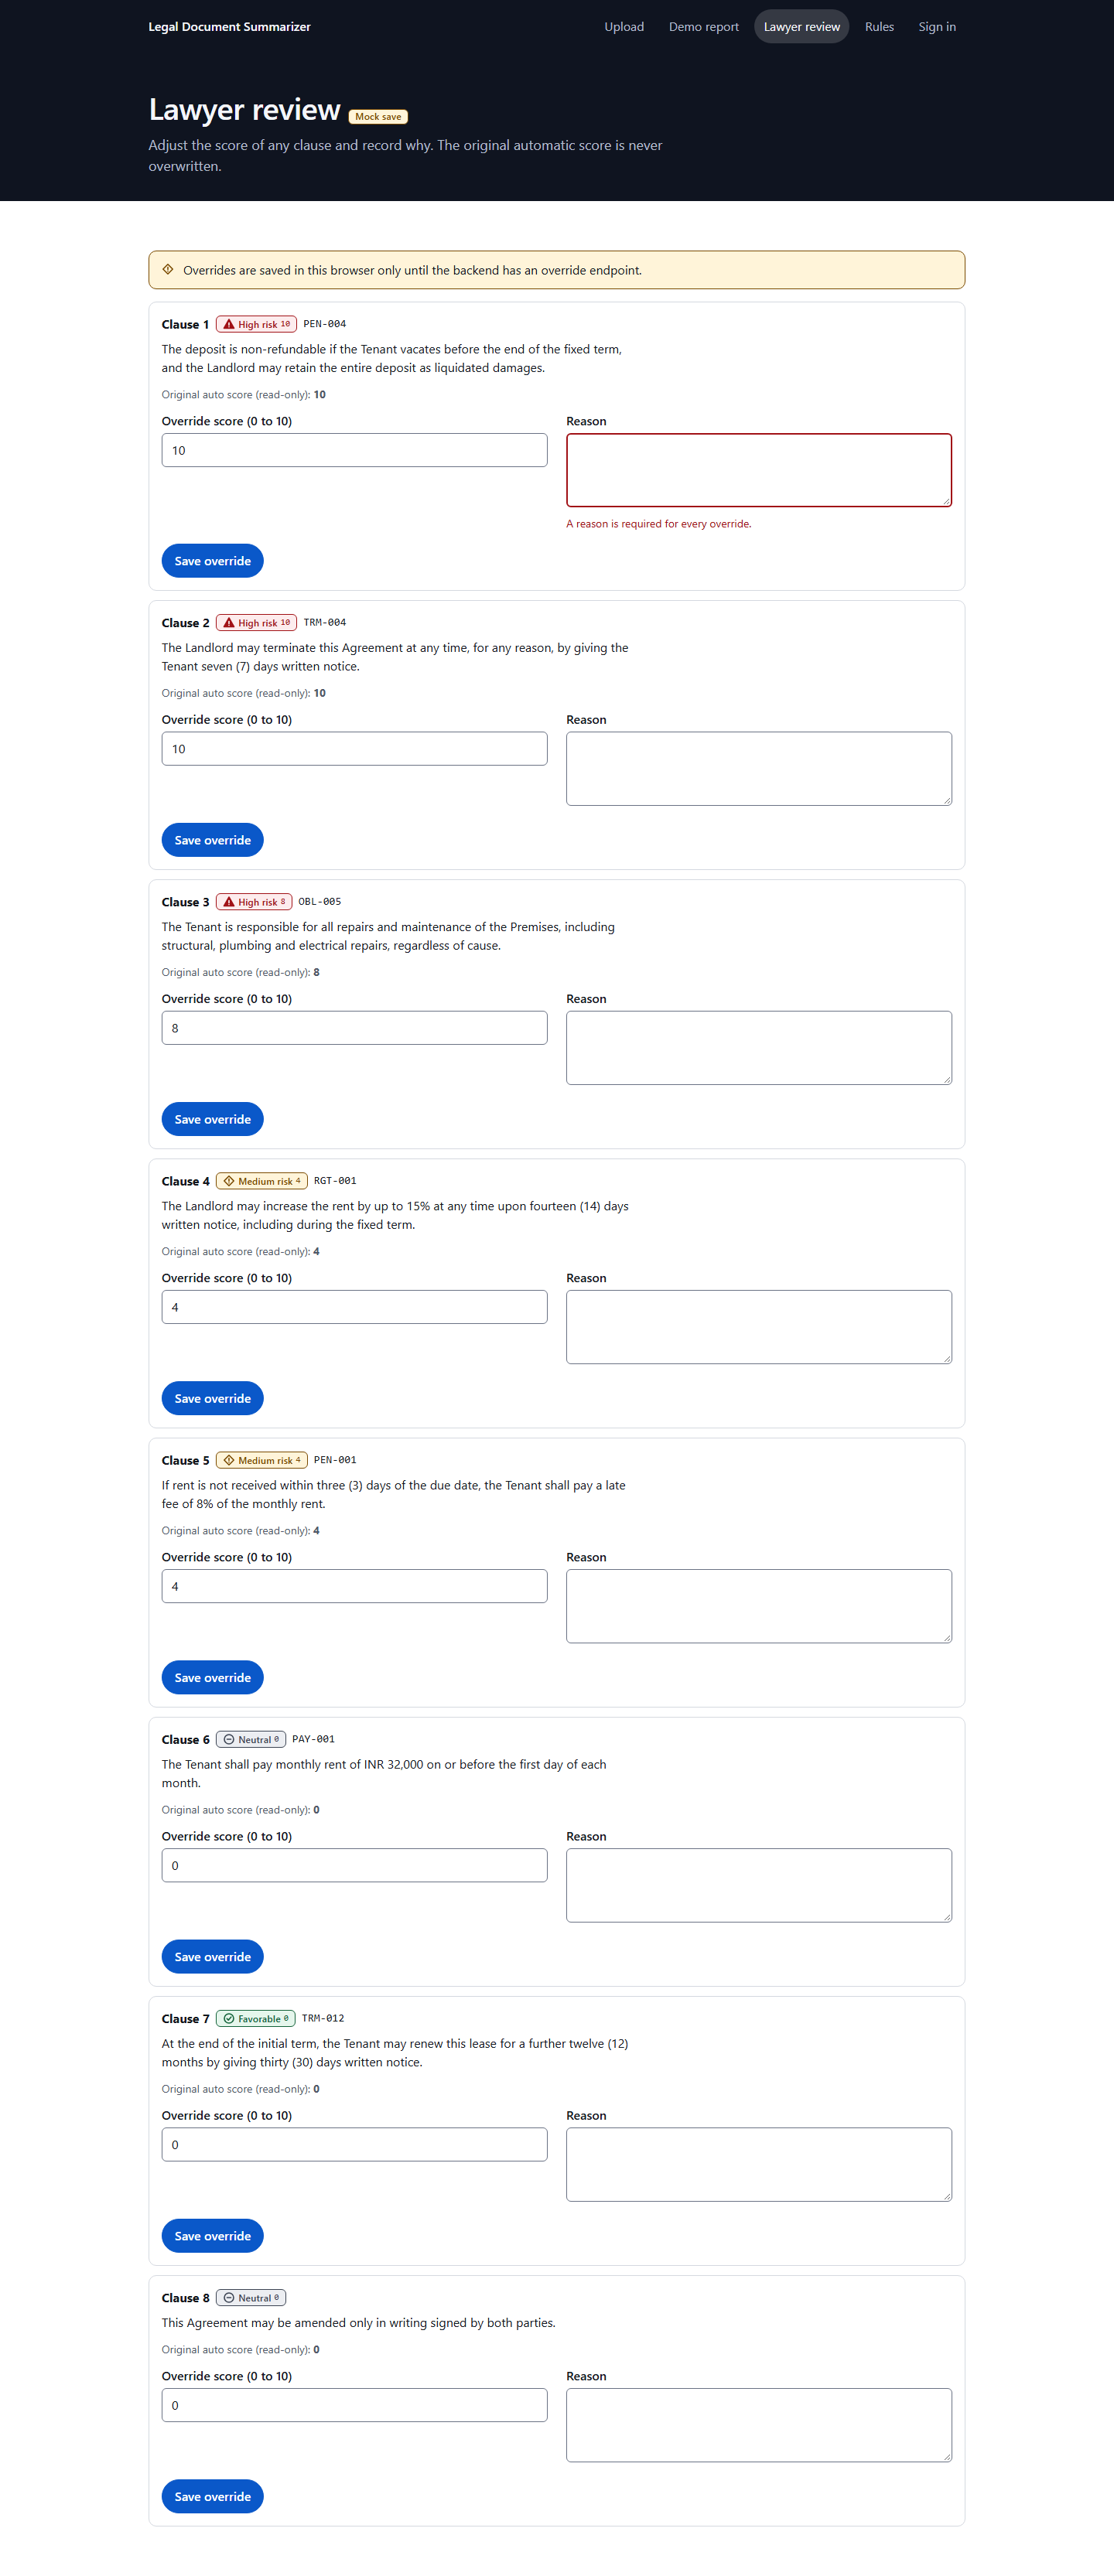 Legal Document Summarizer
Upload
Demo report
Lawyer review
Rules
Sign in
Lawyer review
Mock save
Adjust the score of any clause and record why. The original automatic score is never
overwritten.
Overrides are saved in this browser only until the backend has an override endpoint.
Clause 1 High risk 10 PEN-004
The deposit is non-refundable if the Tenant vacates before the end of the fixed term,
and the Landlord may retain the entire deposit as liquidated damages.
Original auto score (read-only): 10
Override score (0 to 10)
10
Reason
A reason is required for every override.
Save override
Clause 2 High risk 10 TRM-004
The Landlord may terminate this Agreement at any time, for any reason, by giving the
Tenant seven (7) days written notice.
Original auto score (read-only): 10
Override score (0 to 10)
10
Reason
Save override
Clause 3 High risk 8 OBL-005
The Tenant is responsible for all repairs and maintenance of the Premises, including
structural, plumbing and electrical repairs, regardless of cause.
Original auto score (read-only): 8
Override score (0 to 10)
8
Reason
Save override
Clause 4 Medium risk 4 RGT-001
The Landlord may increase the rent by up to 15% at any time upon fourteen (14) days
written notice, including during the fixed term.
Original auto score (read-only): 4
Override score (0 to 10)
4
Reason
Save override
Clause 5 Medium risk 4 PEN-001
If rent is not received within three (3) days of the due date, the Tenant shall pay a late
fee of 8% of the monthly rent.
Original auto score (read-only): 4
Override score (0 to 10)
4
Reason
Save override
Clause 6 Neutral 0 PAY-001
The Tenant shall pay monthly rent of INR 32,000 on or before the first day of each
month.
Original auto score (read-only): 0
Override score (0 to 10)
0
Reason
Save override
Clause 7 Favorable 0 TRM-012
At the end of the initial term, the Tenant may renew this lease for a further twelve (12)
months by giving thirty (30) days written notice.
Original auto score (read-only): 0
Override score (0 to 10)
0
Reason
Save override
Clause 8 Neutral 0
This Agreement may be amended only in writing signed by both parties.
Original auto score (read-only): 0
Override score (0 to 10)
0
Reason
Save override